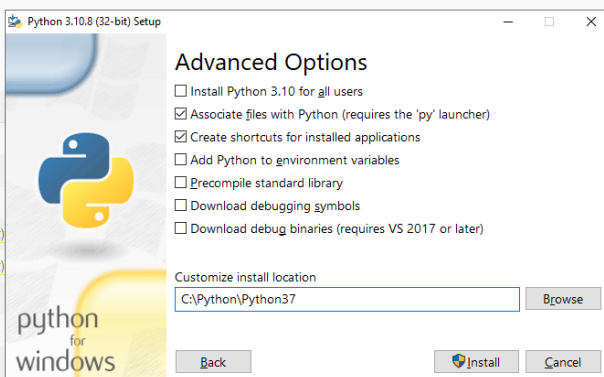 Python 3.10.8 (32-bit) Setup
Advanced Options
Install Python 3.10 for all users
Associate files with Python (requires the 'py' launcher)
Create shortcuts for installed applications
Add Python to environment variables
Precompile standard library
Download debugging symbols
Download debug binaries (requires VS 2017 or later)
Customize install location
C:\Python\Python37
Browse
python
for
windows
Back
Install
Cancel